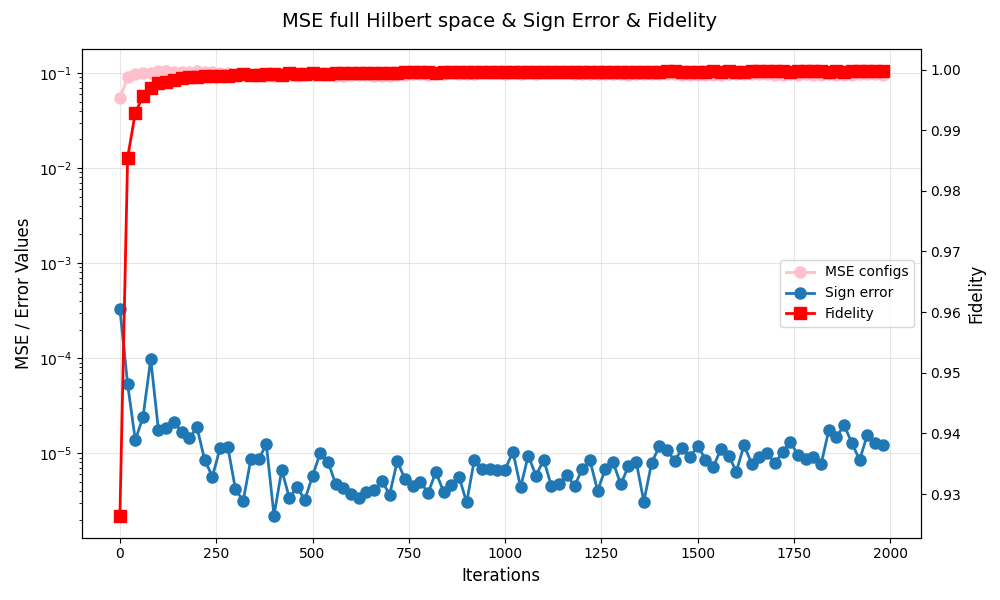 MSE full Hilbert space & Sign Error & Fidelity
MSE / Error Values
10⁻¹
10⁻²
10⁻³
10⁻⁴
10⁻⁵
1.00
0.99
0.98
0.97
0.96
0.95
0.94
0.93
Fidelity
MSE configs
Sign error
Fidelity
0 250 500 750 1000 1250 1500 1750 2000
Iterations